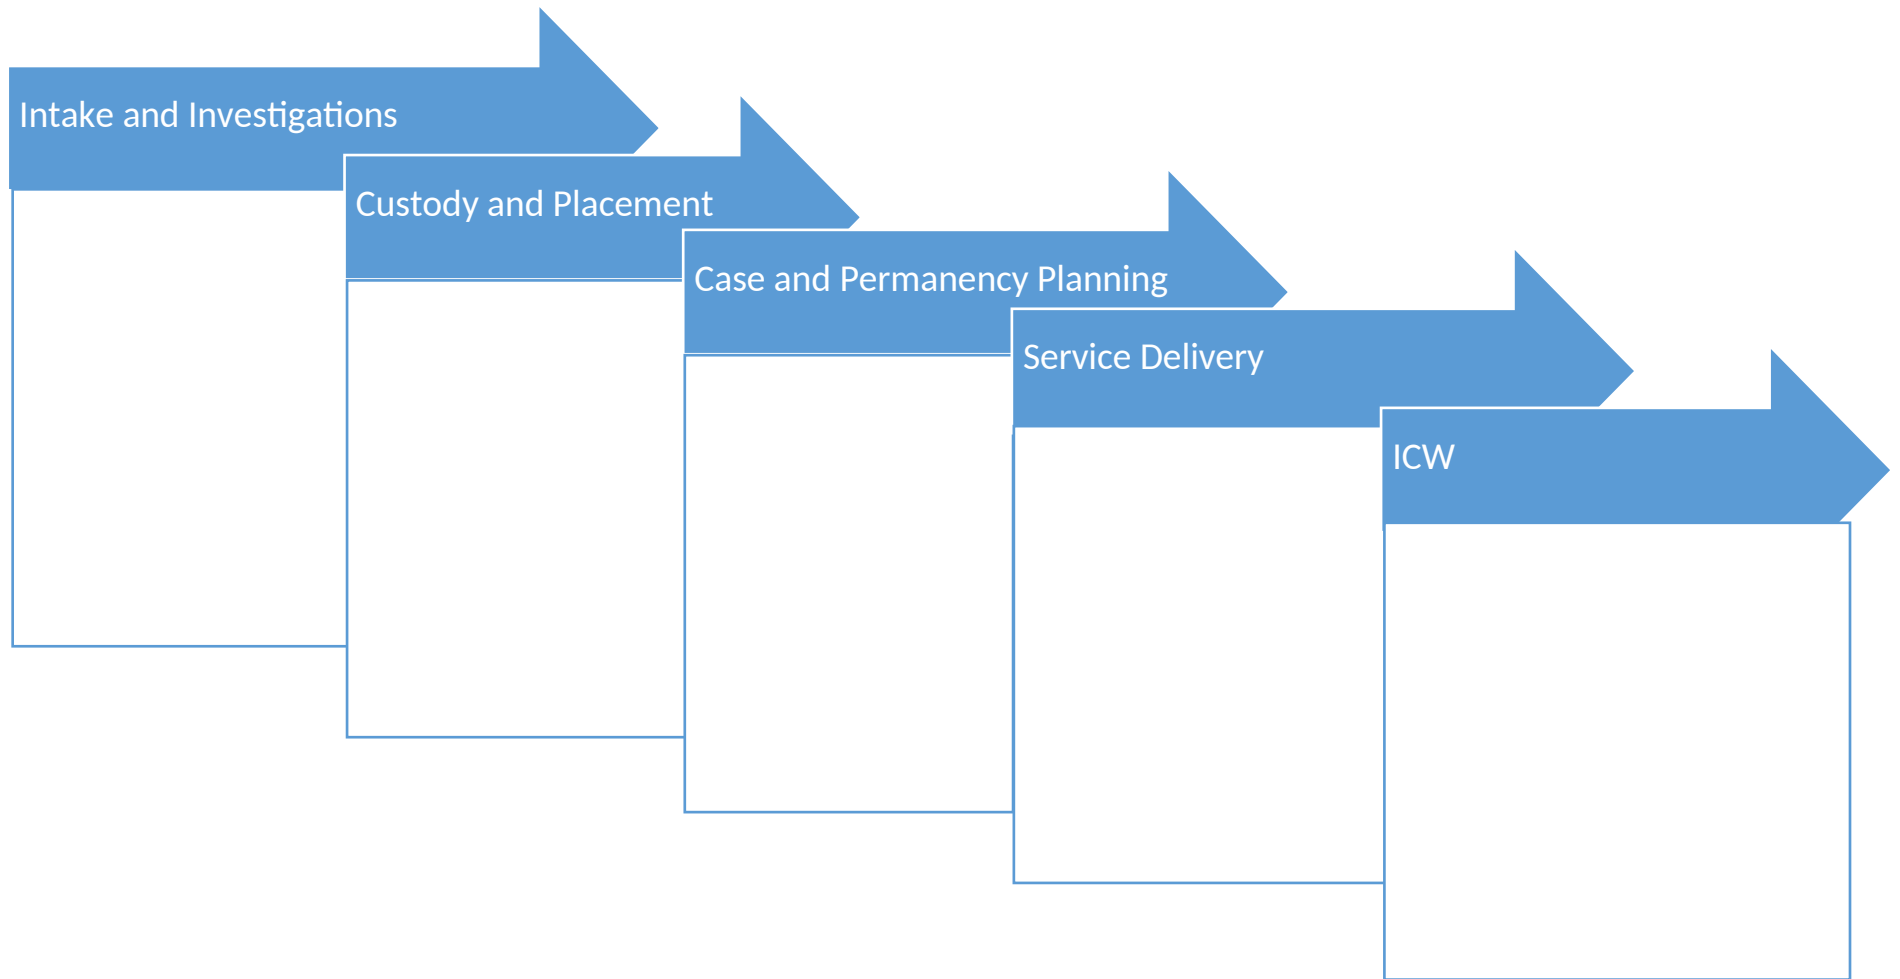 Intake and Investigations
Custody and Placement
Case and Permanency Planning
Service Delivery
ICW